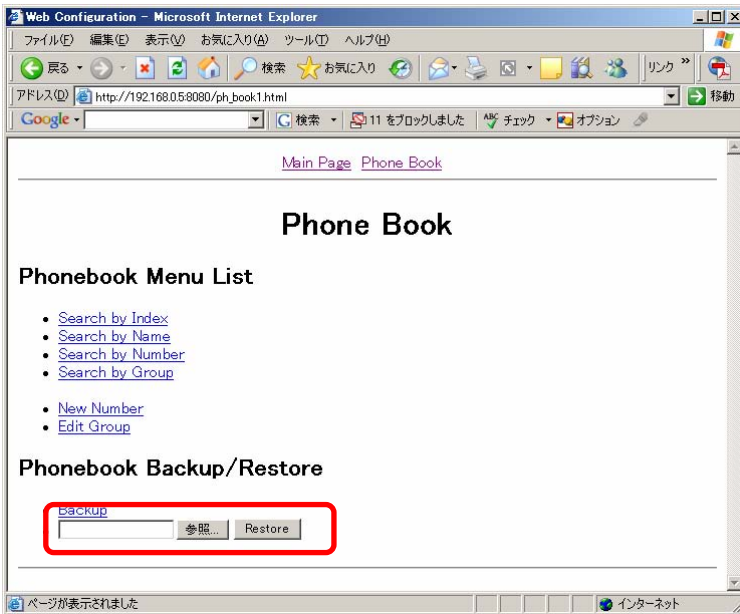 Web Configuration - Microsoft Internet Explorer
ファイル(F) 編集(E) 表示(V) お気に入り(A) ツール(T) ヘルプ(H)
戻る 検索 お気に入り リンク »
アドレス(D) http://192.168.0.5:8080/ph_book1.html 移動
Google 検索 11 をブロックしました ABC チェック オプション
Main Page Phone Book
Phone Book
Phonebook Menu List
Search by Index
Search by Name
Search by Number
Search by Group
New Number
Edit Group
Phonebook Backup/Restore
Backup
参照... Restore
ページが表示されました インターネット